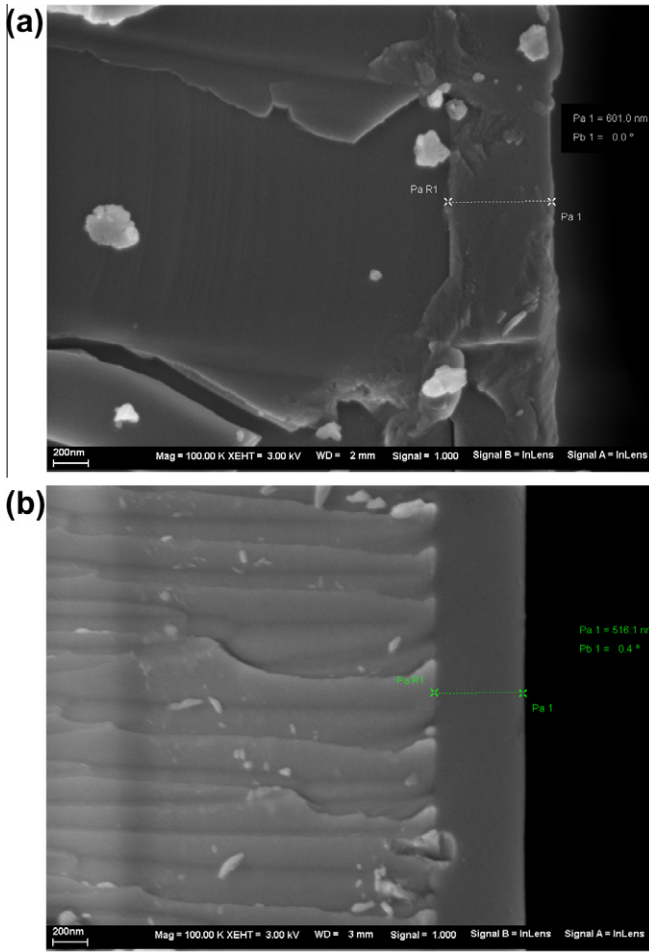 (a)
Pa 1 = 601.0 nm
Pb 1 = 0.0 °
Pa R1
Pa 1
200nm
Mag = 100.00 K X EHT = 3.00 kV WD = 2 mm Signal = 1.000 Signal B = InLens Signal A = InLens
(b)
Pa 1 = 516.1 nm
Pb 1 = 0.4 °
Pa R1
Pa 1
200nm
Mag = 100.00 K X EHT = 3.00 kV WD = 3 mm Signal = 1.000 Signal B = InLens Signal A = InLens